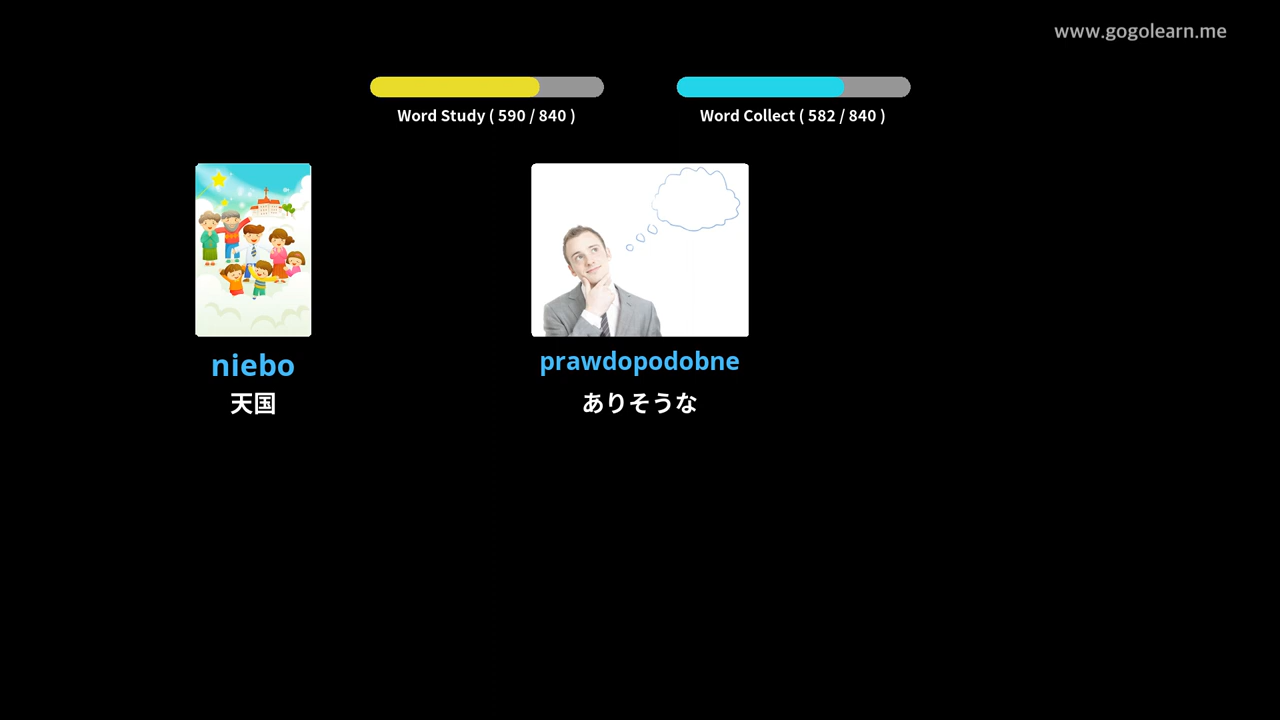 www.gogolearn.me
Word Study ( 590 / 840 )
Word Collect ( 582 / 840 )
niebo
天国
prawdopodobne
ありそうな